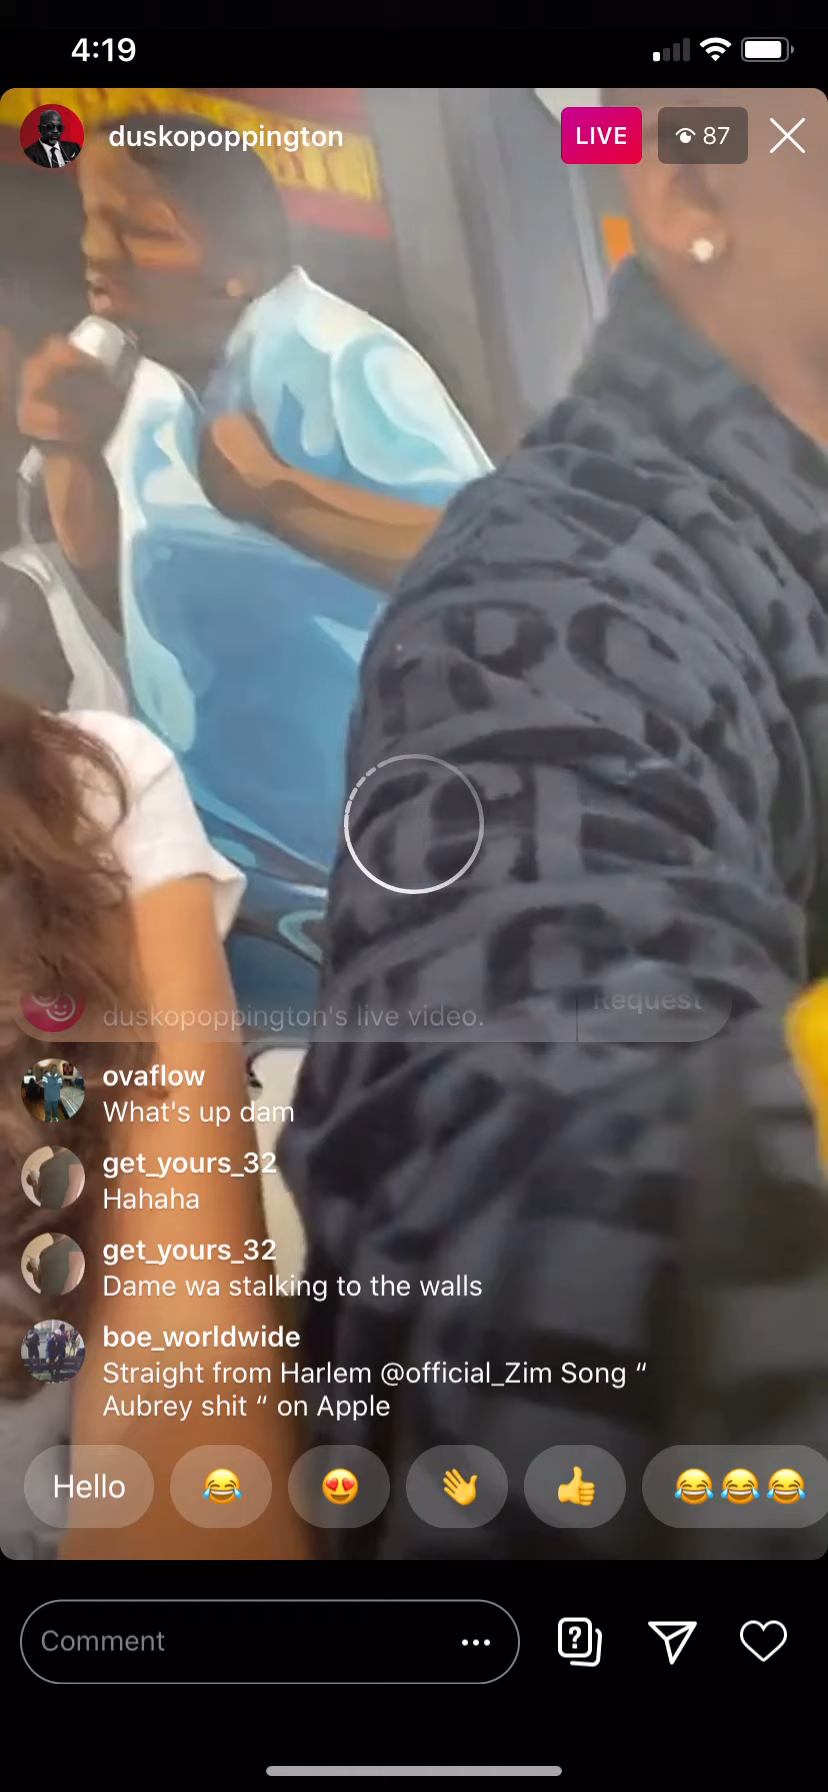 4:19
duskopoppington
LIVE
87
duskopoppington's live video.
Request
ovaflow
What's up dam
get_yours_32
Hahaha
get_yours_32
Dame wa stalking to the walls
boe_worldwide
Straight from Harlem @official_Zim Song “
Aubrey shit “ on Apple
Hello
Comment
?